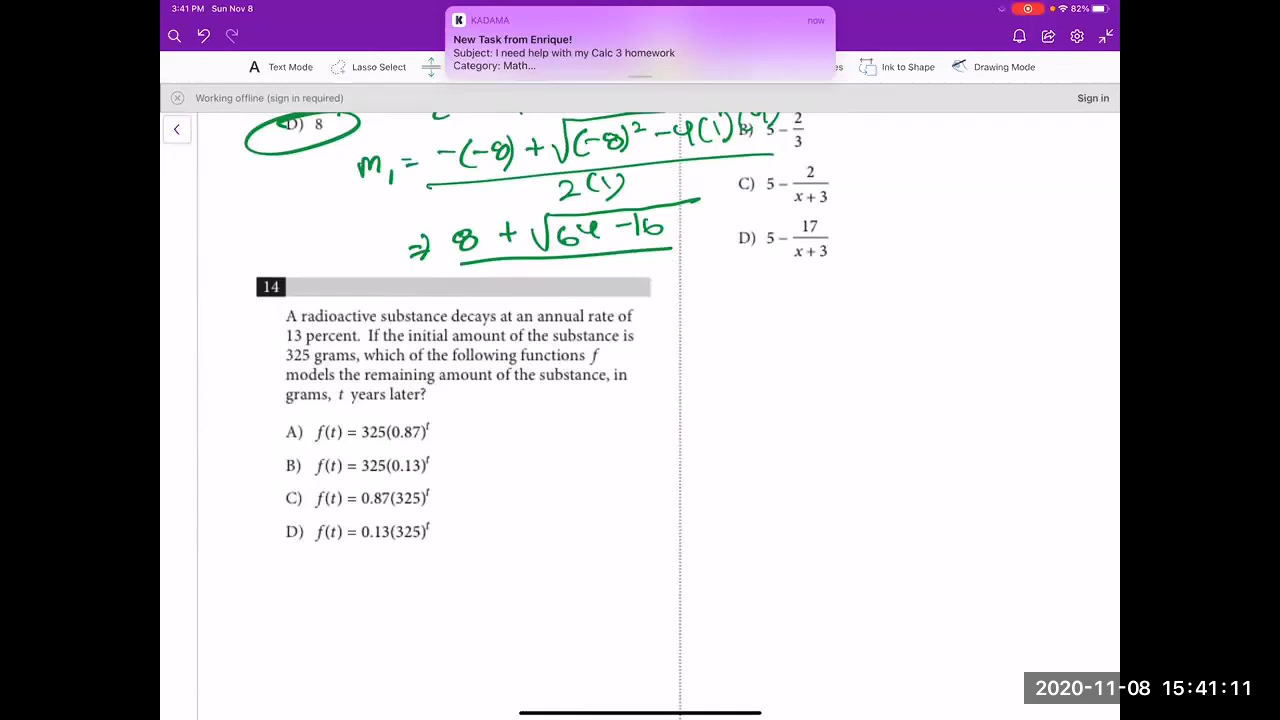 3:41 PM Sun Nov 8
82%
K KADAMA now
New Task from Enrique!
Subject: I need help with my Calc 3 homework
Category: Math...
A Text Mode Lasso Select Ink to Shape Drawing Mode
Working offline (sign in required) Sign in
D) 8
m₁ = -(-8) + √(-8)² - 4(1)
2(1)
⇒ 8 + √64 - 16
14
A radioactive substance decays at an annual rate of
13 percent. If the initial amount of the substance is
325 grams, which of the following functions f
models the remaining amount of the substance, in
grams, t years later?
A) f(t) = 325(0.87)ᵗ
B) f(t) = 325(0.13)ᵗ
C) f(t) = 0.87(325)ᵗ
D) f(t) = 0.13(325)ᵗ
B) 5 - 2/3
C) 5 - 2/(x + 3)
D) 5 - 17/(x + 3)
2020-11-08 15:41:11